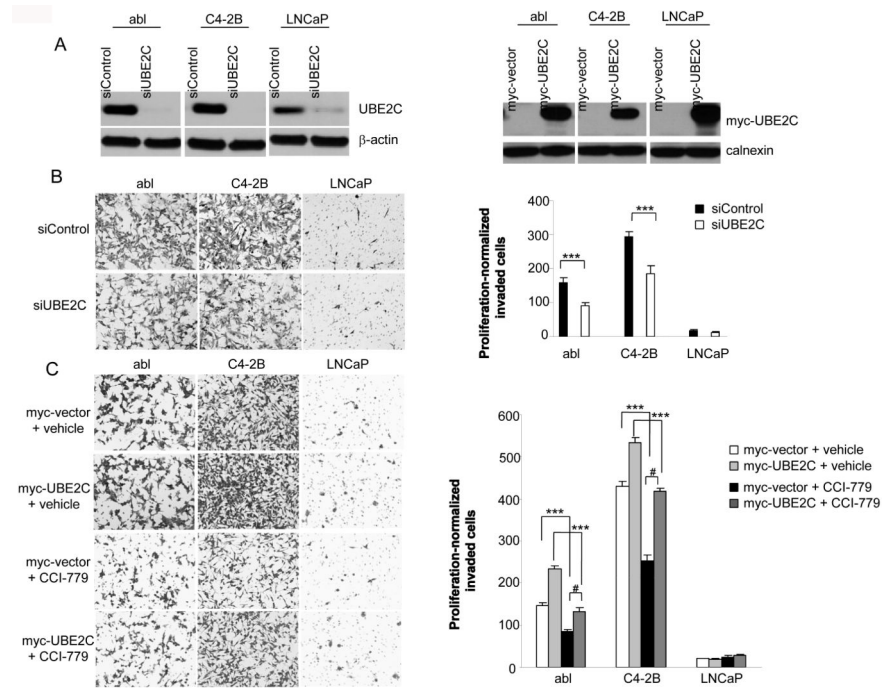 A
abl
C4-2B
LNCaP
siControl
siUBE2C
siControl
siUBE2C
siControl
siUBE2C
UBE2C
β-actin
abl
C4-2B
LNCaP
myc-vector
myc-UBE2C
myc-vector
myc-UBE2C
myc-vector
myc-UBE2C
myc-UBE2C
calnexin
B
abl
C4-2B
LNCaP
siControl
siUBE2C
Proliferation-normalized
invaded cells
400
300
200
100
0
***
***
siControl
siUBE2C
abl
C4-2B
LNCaP
C
abl
C4-2B
LNCaP
myc-vector
+ vehicle
myc-UBE2C
+ vehicle
myc-vector
+ CCI-779
myc-UBE2C
+ CCI-779
Proliferation-normalized
invaded cells
600
500
400
300
200
100
0
***
***
#
***
***
#
myc-vector + vehicle
myc-UBE2C + vehicle
myc-vector + CCI-779
myc-UBE2C + CCI-779
abl
C4-2B
LNCaP